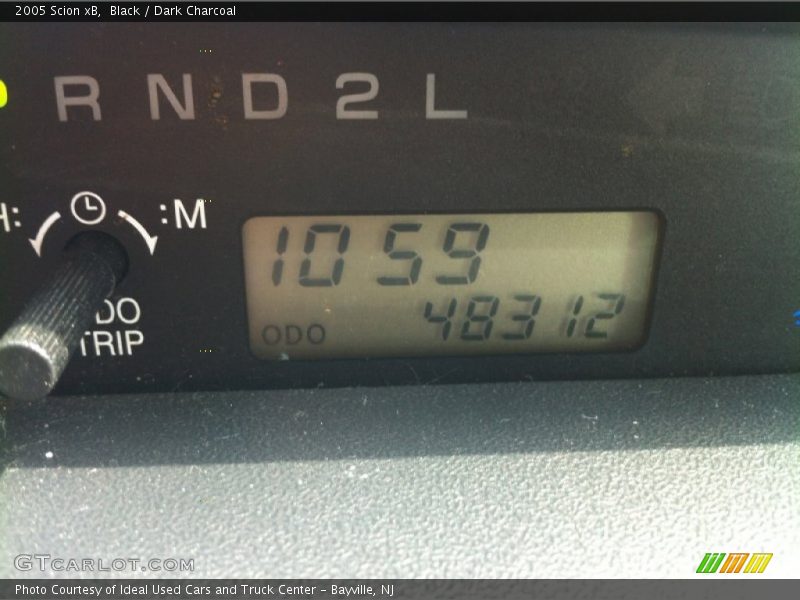 2005 Scion xB, Black / Dark Charcoal
R N D 2 L
H: :M
10 59
ODO 48312
DO
TRIP
GTCARLOT.COM
Photo Courtesy of Ideal Used Cars and Truck Center - Bayville, NJ